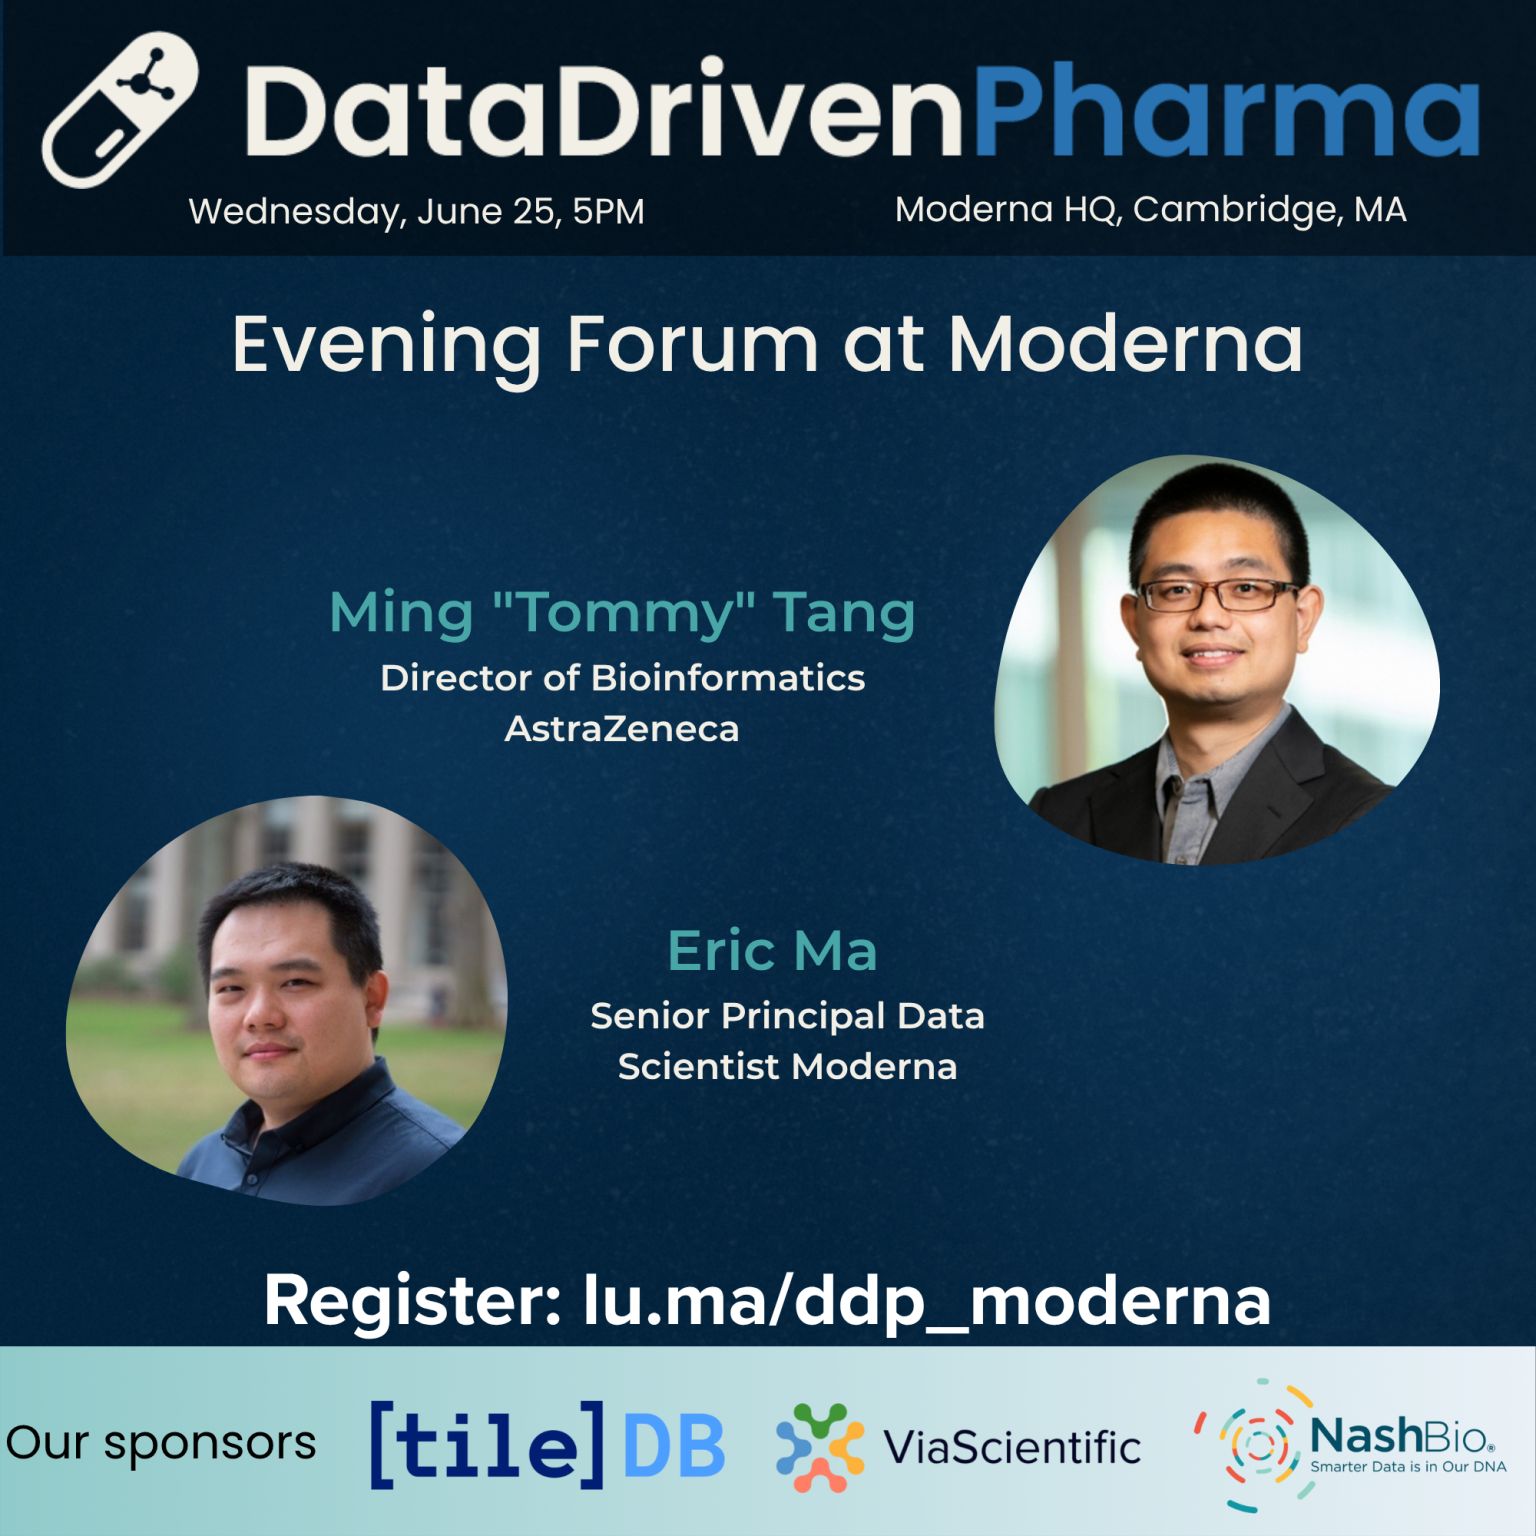 DataDrivenPharma
Wednesday, June 25, 5PM
Moderna HQ, Cambridge, MA
Evening Forum at Moderna
Ming "Tommy" Tang
Director of Bioinformatics
AstraZeneca
Eric Ma
Senior Principal Data
Scientist Moderna
Register: lu.ma/ddp_moderna
Our sponsors
[tile]DB
ViaScientific
NashBio®
Smarter Data is in Our DNA